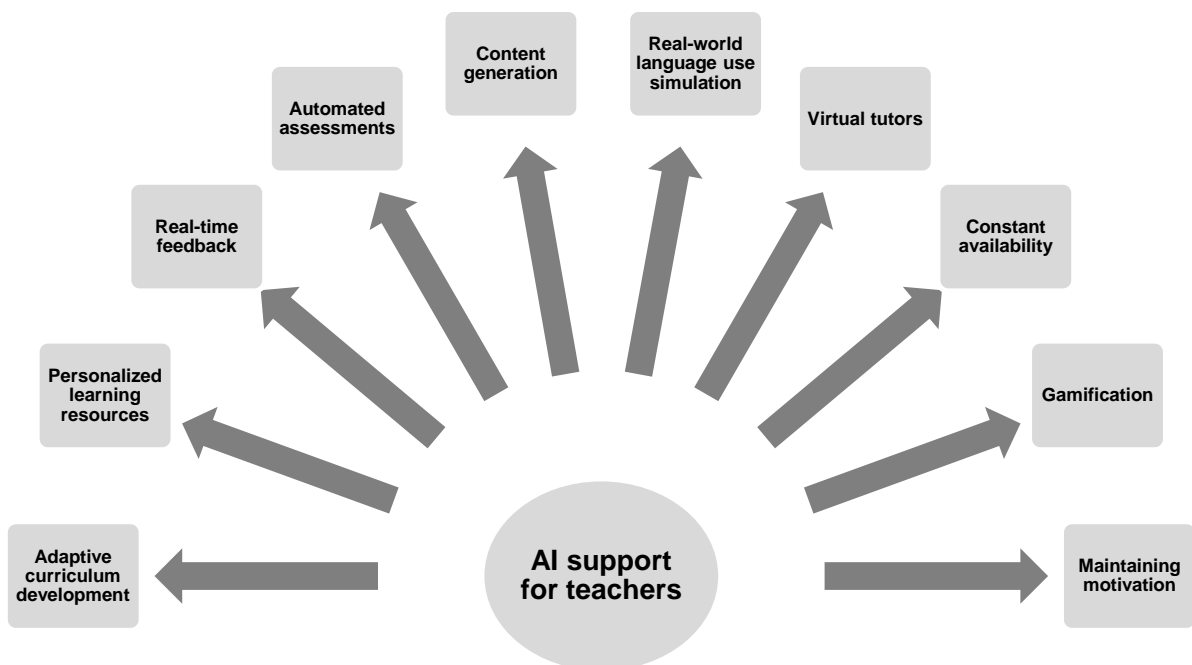 Content
generation
Real-world
language use
simulation
Automated
assessments
Virtual tutors
Real-time
feedback
Constant
availability
Personalized
learning
resources
Gamification
Adaptive
curriculum
development
AI support
for teachers
Maintaining
motivation